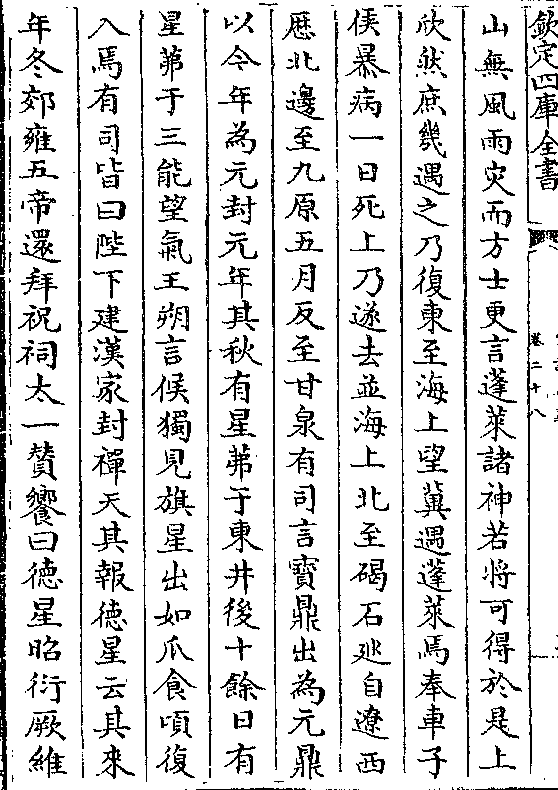 欽定四庫全書
卷二十八
山無風雨灾而方士更言蓬萊諸神若将可得於是上
欣然庶幾遇之乃復東至海上望冀遇蓬萊焉奉車子
侯暴病一日死上乃遂去並海上北至碣石廵自遼西
歴北邊至九原五月反至甘泉有司言寳鼎出為元鼎
以今年為元封元年其秋有星茀于東井後十餘日有
星茀于三能望氣王朔言候獨見旗星出如瓜食頃復
入焉有司皆曰陛下建漢家封禪天其報徳星云其來
年冬郊雍五帝還拜祝祠太一賛饗曰徳星昭衍厥維